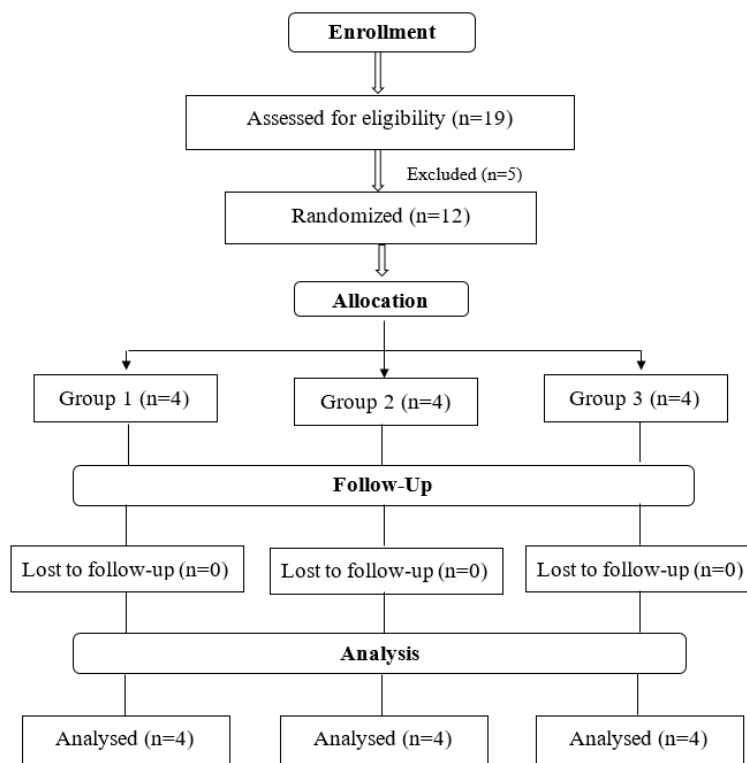 Enrollment
Assessed for eligibility (n=19)
Excluded (n=5)
Randomized (n=12)
Allocation
Group 1 (n=4)
Group 2 (n=4)
Group 3 (n=4)
Follow-Up
Lost to follow-up (n=0)
Lost to follow-up (n=0)
Lost to follow-up (n=0)
Analysis
Analysed (n=4)
Analysed (n=4)
Analysed (n=4)